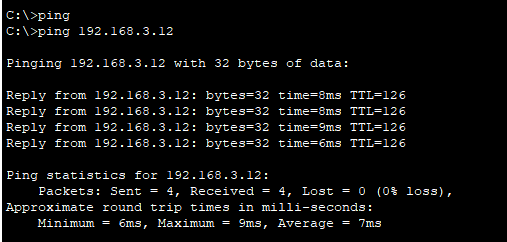 C:\>ping
C:\>ping 192.168.3.12
Pinging 192.168.3.12 with 32 bytes of data:
Reply from 192.168.3.12: bytes=32 time=8ms TTL=126
Reply from 192.168.3.12: bytes=32 time=8ms TTL=126
Reply from 192.168.3.12: bytes=32 time=9ms TTL=126
Reply from 192.168.3.12: bytes=32 time=6ms TTL=126
Ping statistics for 192.168.3.12:
Packets: Sent = 4, Received = 4, Lost = 0 (0% loss),
Approximate round trip times in milli-seconds:
Minimum = 6ms, Maximum = 9ms, Average = 7ms